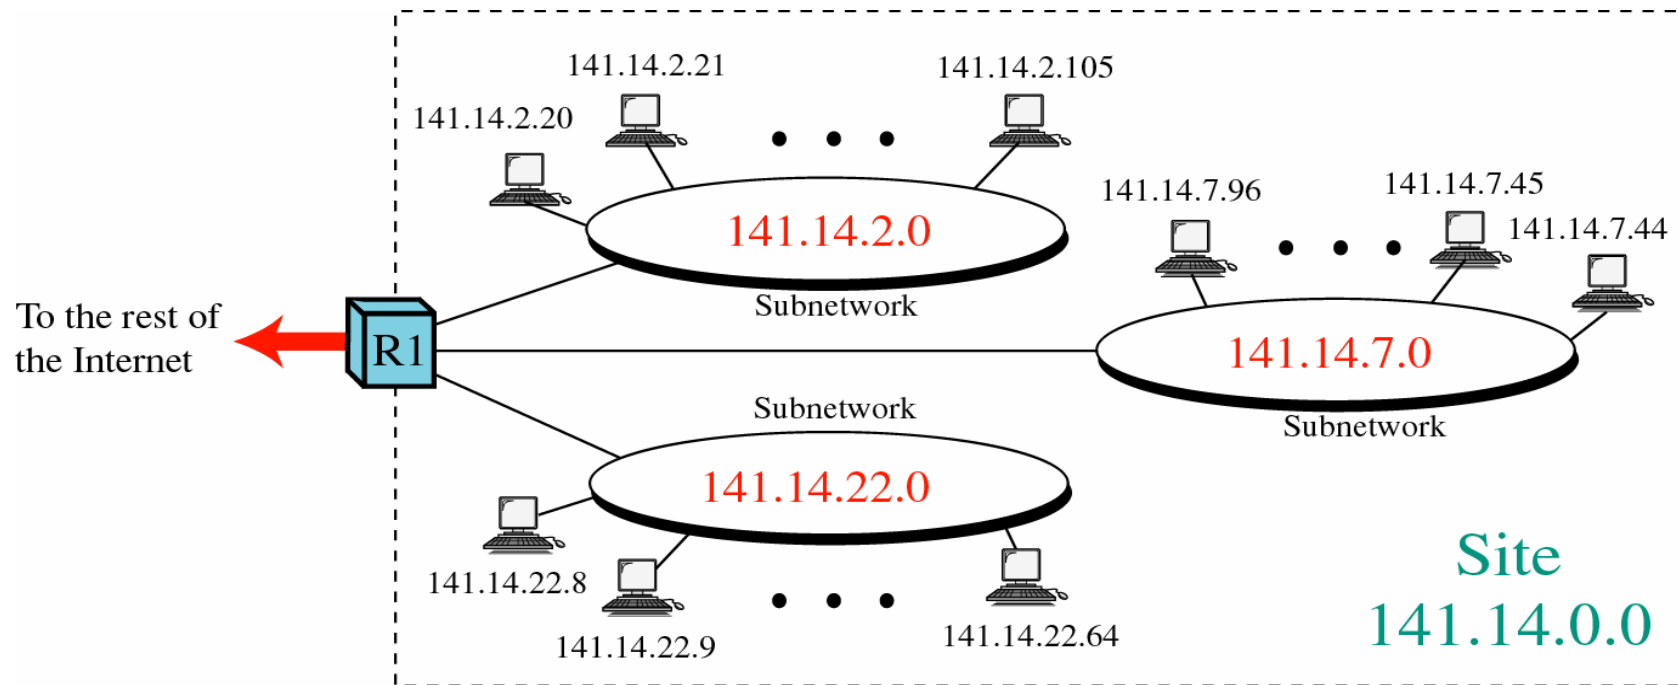 141.14.2.21
141.14.2.105
141.14.2.20
141.14.7.45
141.14.7.96
141.14.7.44
141.14.2.0
Subnetwork
To the rest of
the Internet
R1
141.14.7.0
Subnetwork
Subnetwork
141.14.22.0
141.14.22.8
141.14.22.9
141.14.22.64
Site
141.14.0.0